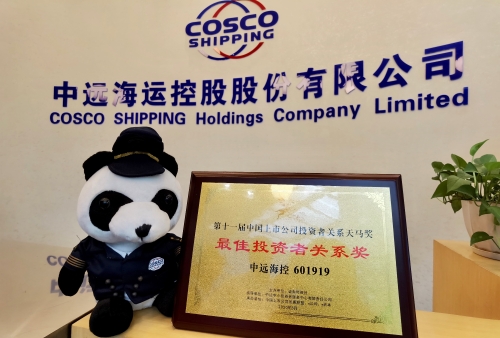 COSCO
SHIPPING
中远海运控股股份有限公司
COSCO SHIPPING Holdings Company Limited
第十一届中国上市公司投资者关系天马奖
最佳投资者关系奖
中远海控 601919